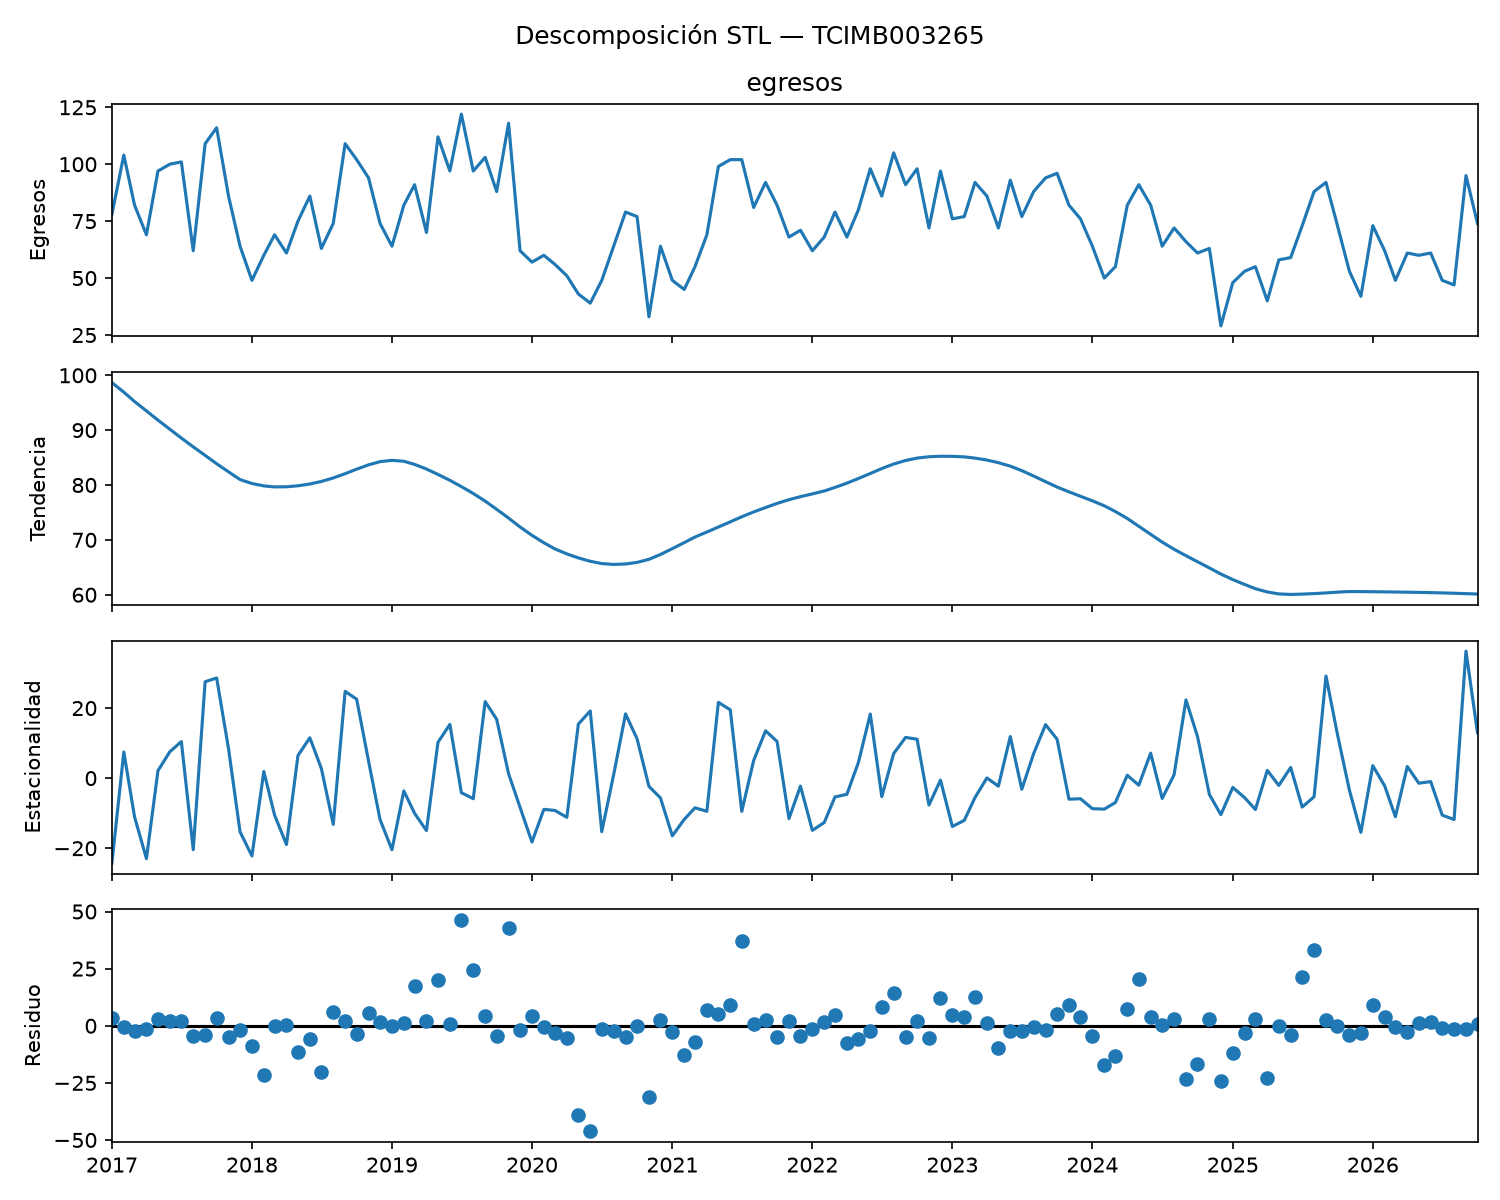 Descomposición STL — TCIMB003265
egresos
Egresos
125
100
75
50
25
Tendencia
100
90
80
70
60
Estacionalidad
20
0
−20
Residuo
50
25
0
−25
−50
2017 2018 2019 2020 2021 2022 2023 2024 2025 2026